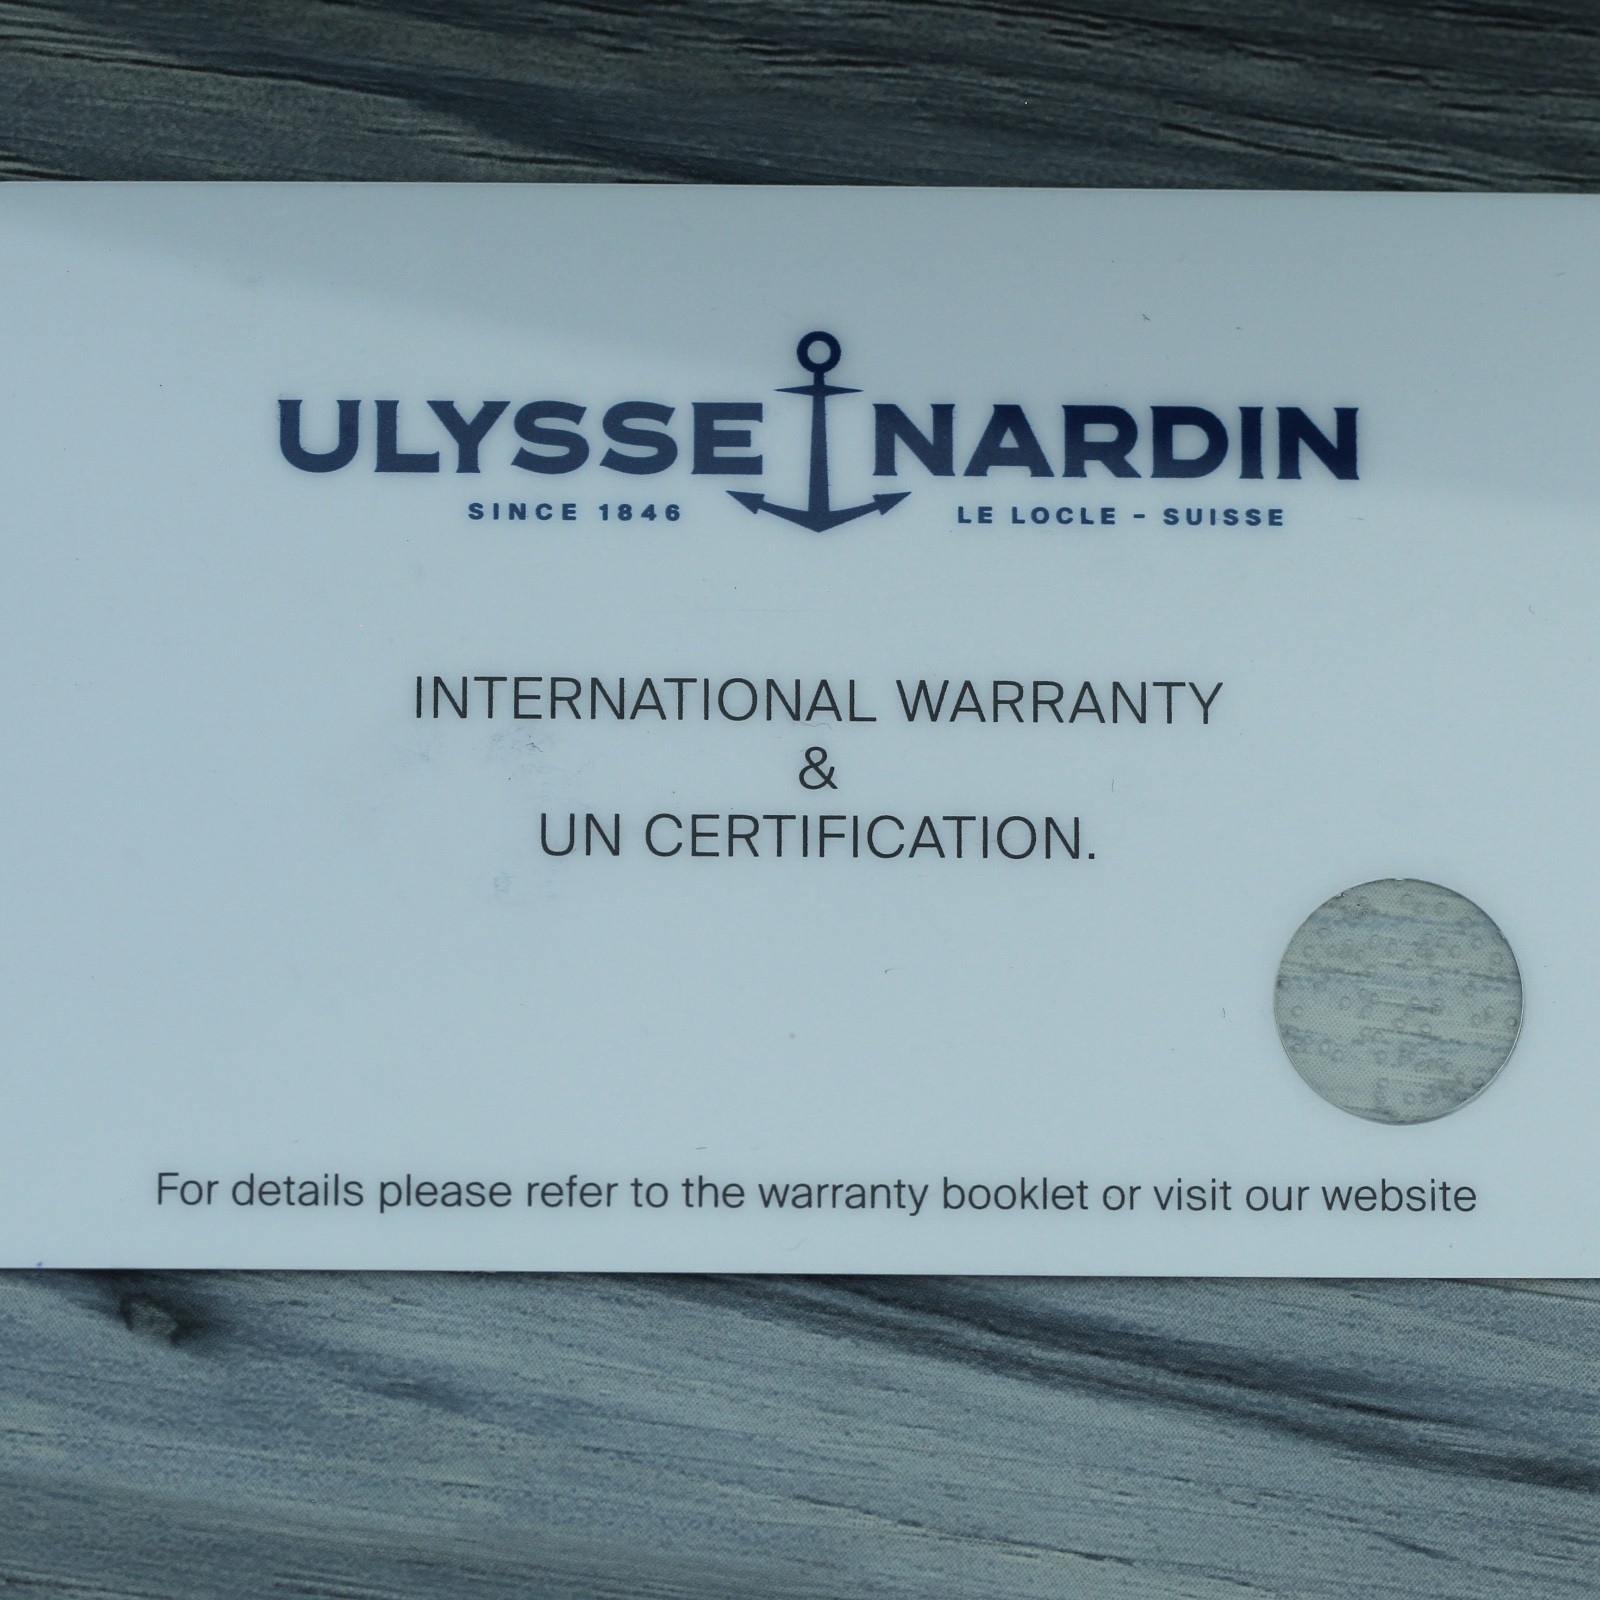 ULYSSE NARDIN
SINCE 1846 LE LOCLE - SUISSE
INTERNATIONAL WARRANTY
&
UN CERTIFICATION.
For details please refer to the warranty booklet or visit our website